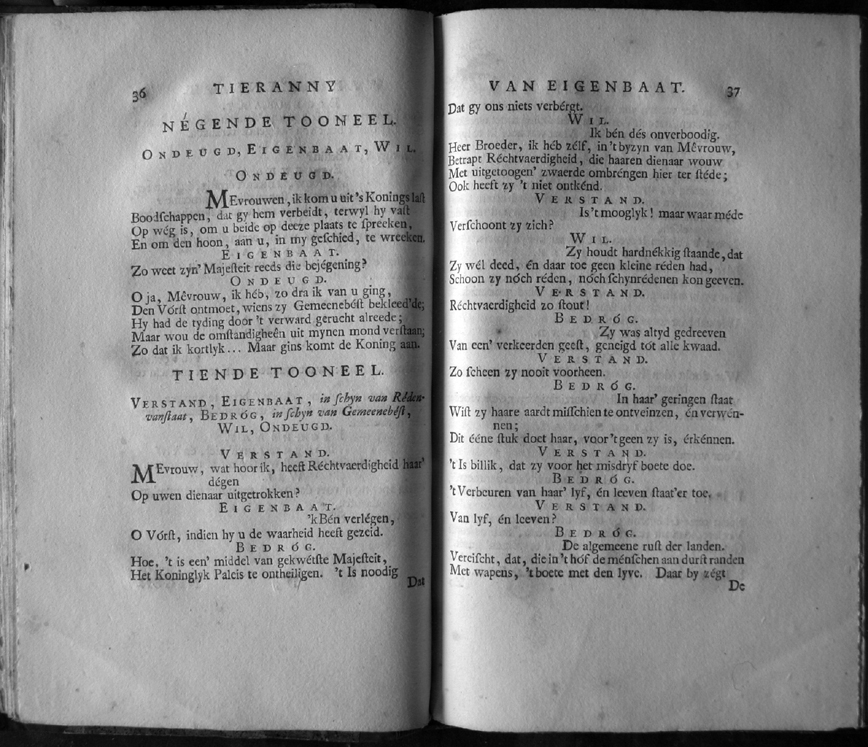 36 TIERANNY
NÉGENDE TOONEEL.
ONDEUGD, EIGENBAAT, WIL.
ONDEUGD.
MEvrouwen, ik kom u uit's Konings last
Boodſchappen, dat gy hem verbeidt, terwyl hy vaſt
Op wég is, om u beide op deeze plaats te ſpreeken,
En om den hoon, aan u, in my geſchied, te wreeken.
EIGENBAAT.
Zo weet zyn' Majeſteit reeds die bejégening?
ONDEUGD.
O ja, Mêvrouw, ik héb, zo dra ik van u ging,
Den Vórſt ontmoet, wiens zy Gemeenebéſt bekleed'de;
Hy had de tyding dóór 't verward gerucht alreede;
Maar wou de omſtandigheên uit mynen mond verſtaan;
Zo dat ik kortlyk... Maar gins komt de Koning aan.
TIENDE TOONEEL.
VERSTAND, EIGENBAAT, in ſchyn van Réden-
vanſtaat, BEDRÓG, in ſchyn van Gemeenebéſt,
WIL, ONDEUGD.
VERSTAND.
MEvrouw, wat hoor ik, heeft Réchtvaerdigheid haar'
dégen
Op uwen dienaar uitgetrokken?
EIGENBAAT.
'k Bén verlégen,
O Vórſt, indien hy u de waarheid heeft gezeid.
BEDRÓG.
Hoe, 't is een' middel van gekwétſte Majeſteit,
Het Koninglyk Paleis te ontheiligen. 't Is noodig
Dat
VAN EIGENBAAT. 37
Dat gy ons niets verbérgt.
WIL.
Ik bén dés onverboodig.
Heer Broeder, ik héb zélf, in 't byzyn van Mêvrouw,
Betrapt Réchtvaerdigheid, die haaren dienaar wouw
Met uitgetoogen' zwaerde ombréngen hier ter ſtéde;
Ook heeft zy 't niet ontkénd.
VERSTAND.
Is 't mooglyk! maar waar méde
Verſchoont zy zich?
WIL.
Zy houdt hardnékkig ſtaande, dat
Zy wél deed, én daar toe geen kleine réden had,
Schoon zy nóch réden, nóch ſchynrédenen kon geeven.
VERSTAND.
Réchtvaerdigheid zo ſtout!
BEDRÓG.
Zy was altyd gedreeven
Van een' verkeerden geeſt, geneigd tót alle kwaad.
VERSTAND.
Zo ſcheen zy nooit voorheen.
BEDRÓG.
In haar' geringen ſtaat
Wiſt zy haare aardt miſſchien te ontveinzen, én verwén-
nen;
Dit ééne ſtuk doet haar, voor 't geen zy is, érkénnen.
VERSTAND.
't Is billik, dat zy voor het misdryf boete doe.
BEDRÓG.
't Verbeuren van haar' lyf, én leeven ſtaat'er toe.
VERSTAND.
Van lyf, én leeven?
BEDRÓG.
De algemeene ruſt der landen.
Vereiſcht, dat, die in 't hóf de ménſchen aan durſt randen
Met wapens, 't boete met den lyve. Daar by zégt
De